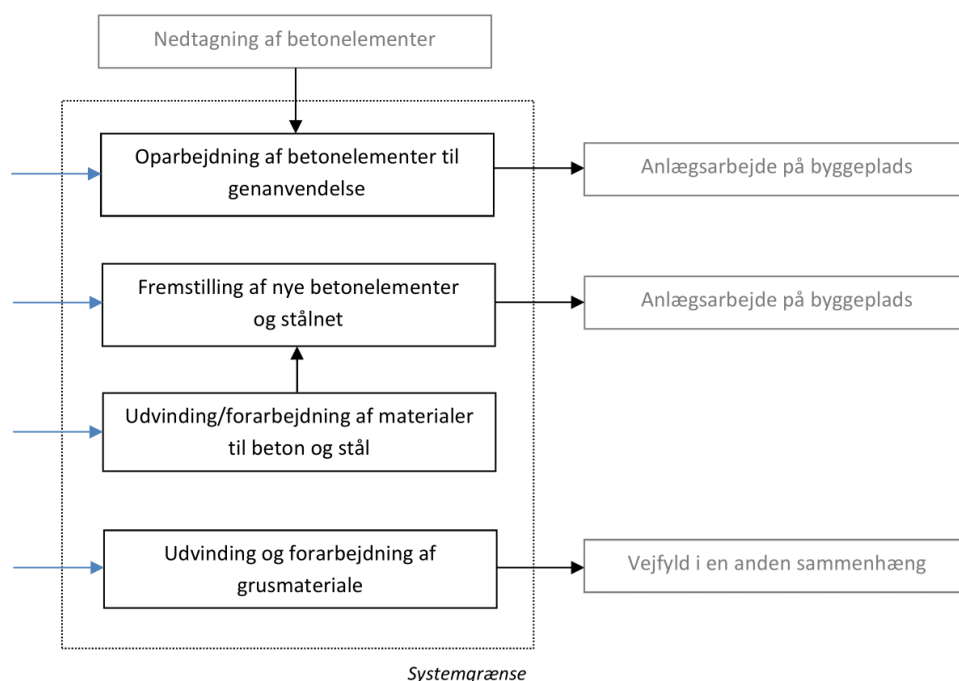 Nedtagning af betonelementer
Oparbejdning af betonelementer til
genanvendelse
Anlægsarbejde på byggeplads
Fremstilling af nye betonelementer
og stålnet
Anlægsarbejde på byggeplads
Udvinding/forarbejdning af materialer
til beton og stål
Udvinding og forarbejdning af
grusmateriale
Vejfyld i en anden sammenhæng
Systemgrænse